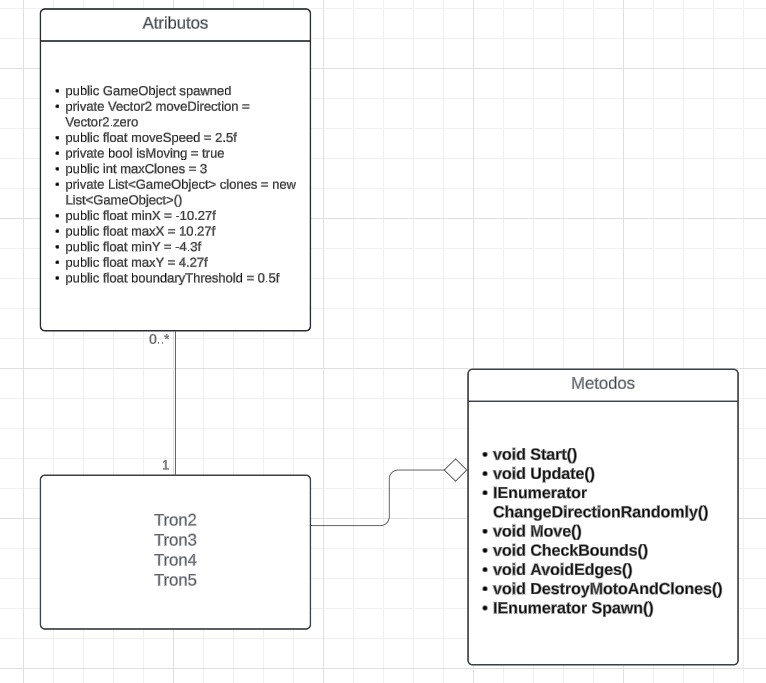 Atributos
• public GameObject spawned
• private Vector2 moveDirection =
Vector2.zero
• public float moveSpeed = 2.5f
• private bool isMoving = true
• public int maxClones = 3
• private List<GameObject> clones = new
List<GameObject>()
• public float minX = -10.27f
• public float maxX = 10.27f
• public float minY = -4.3f
• public float maxY = 4.27f
• public float boundaryThreshold = 0.5f
0..*
1
Tron2
Tron3
Tron4
Tron5
Metodos
• void Start()
• void Update()
• IEnumerator
ChangeDirectionRandomly()
• void Move()
• void CheckBounds()
• void AvoidEdges()
• void DestroyMotoAndClones()
• IEnumerator Spawn()